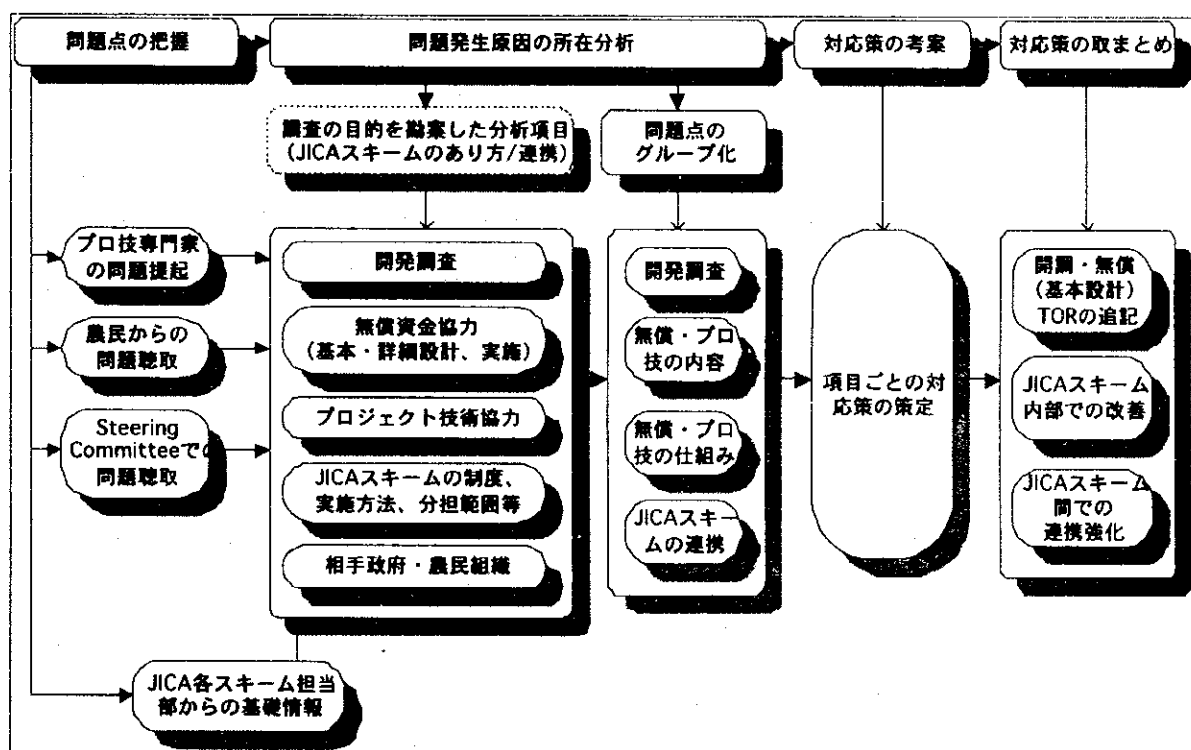 問題点の把握
問題発生原因の所在分析
対応策の考案
対応策の取まとめ
調査の目的を勘案した分析項目
(JICAスキームのあり方/連携)
問題点の
グループ化
プロ技専門家
の問題提起
農民からの
問題聴取
Steering
Committeeでの
問題聴取
開発調査
無償資金協力
(基本・詳細設計、実施)
プロジェクト技術協力
JICAスキームの制度、
実施方法、分担範囲等
相手政府・農民組織
開発調査
無償・プロ
技の内容
無償・プロ
技の仕組み
JICAスキー
ムの連携
項目ごとの対
応策の策定
開調・無償
(基本設計)
TORの追記
JICAスキーム
内部での改善
JICAスキーム
間での
連携強化
JICA各スキーム担当
部からの基礎情報